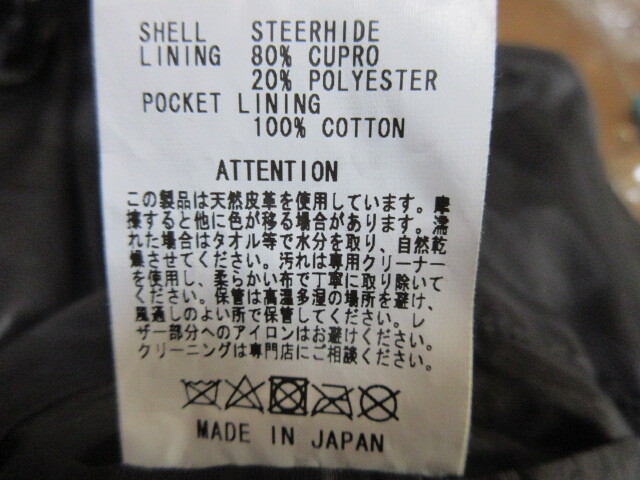 SHELL STEERHIDE
LINING 80% CUPRO
20% POLYESTER
POCKET LINING
100% COTTON
ATTENTION
この製品は天然皮革を使用しています。摩
擦すると他に色が移る場合があります。濡
れた場合はタオル等で水分を取り、自然乾
燥させてください。汚れは専用クリーナー
を使用し、柔らかい布で丁寧に取り除いて
ください。保管は高温多湿の場所を避け、
風通しのよい所で保管してください。レ
ザー部分へのアイロンはお避けください。
クリーニングは専門店にご相談ください。
MADE IN JAPAN